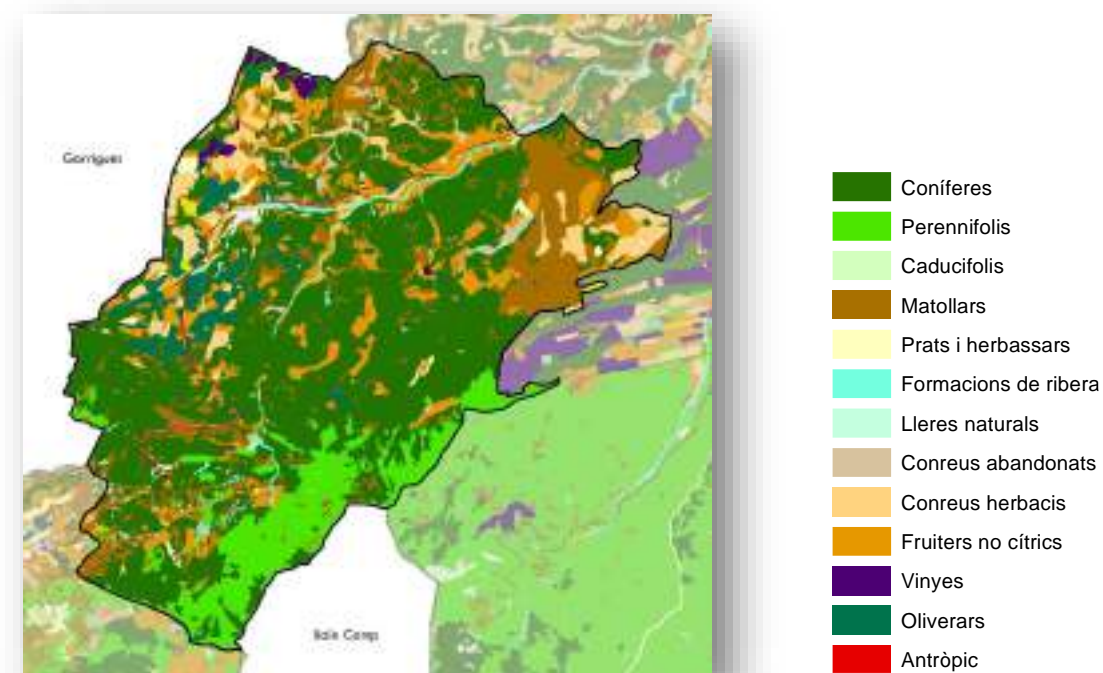 Garrigues
Coníferes
Perennifolis
Caducifolis
Matollars
Prats i herbassars
Formacions de ribera
Lleres naturals
Conreus abandonats
Conreus herbacis
Fruiters no cítrics
Vinyes
Oliverars
Antròpic
Baix Camp